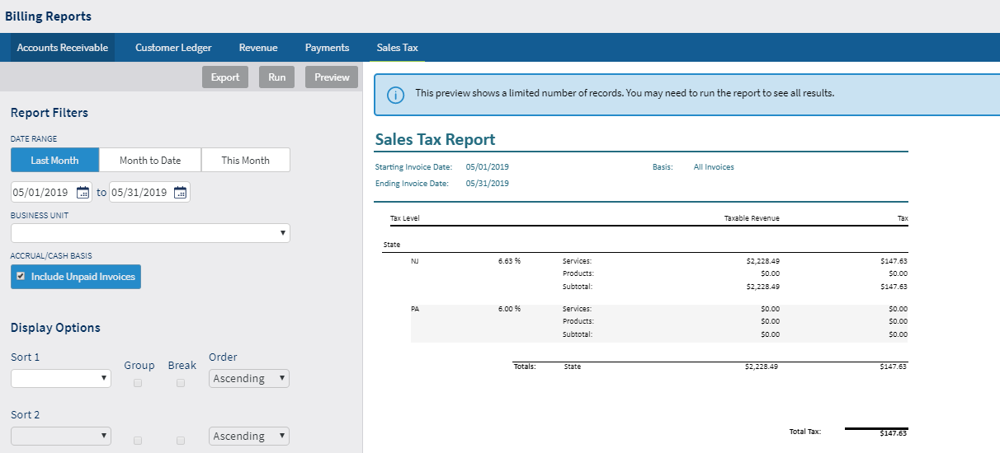 Billing Reports
Accounts Receivable Customer Ledger Revenue Payments Sales Tax
Export Run Preview
This preview shows a limited number of records. You may need to run the report to see all results.
Report Filters
DATE RANGE
Last Month Month to Date This Month
05/01/2019 to 05/31/2019
BUSINESS UNIT
ACCRUAL/CASH BASIS
Include Unpaid Invoices
Display Options
Sort 1 Group Break Order
Ascending
Sort 2
Ascending
Sales Tax Report
Starting Invoice Date: 05/01/2019 Basis: All Invoices
Ending Invoice Date: 05/31/2019
Tax Level Taxable Revenue Tax
State
NJ 6.63 % Services: $2,228.49 $147.63
Products: $0.00 $0.00
Subtotal: $2,228.49 $147.63
PA 6.00 % Services: $0.00 $0.00
Products: $0.00 $0.00
Subtotal: $0.00 $0.00
Totals: State $2,228.49 $147.63
Total Tax: $147.63